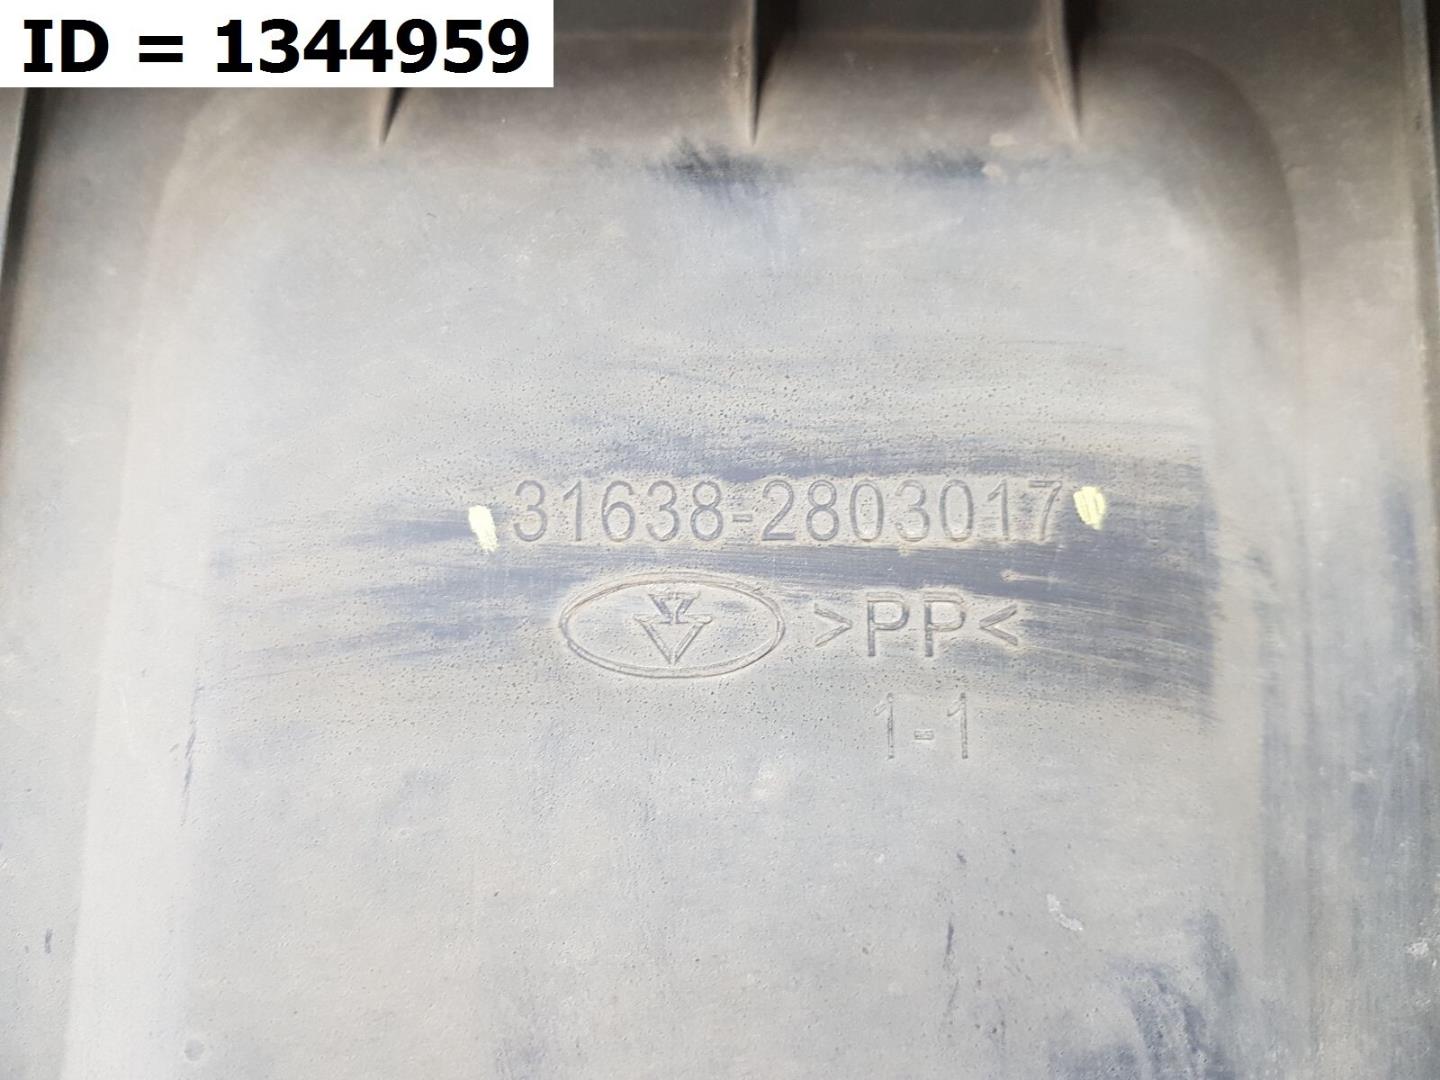 ID = 1344959
31638-2803017
>PP<
1-1